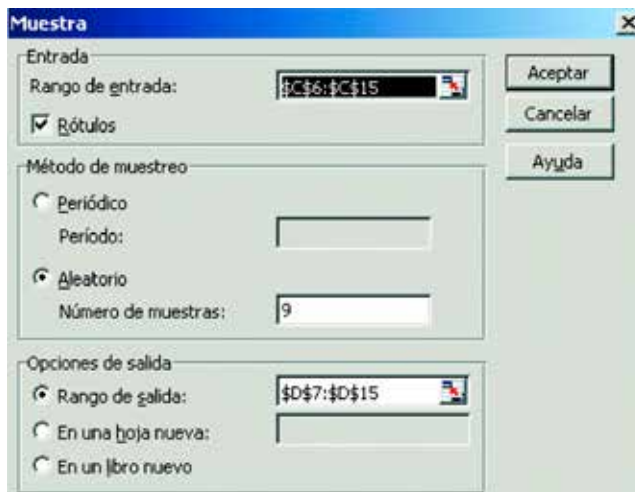 Muestra
Entrada
Rango de entrada: $C$6:$C$15
Rótulos
Aceptar
Cancelar
Ayuda
Método de muestreo
Periódico
Período:
Aleatorio
Número de muestras: 9
Opciones de salida
Rango de salida: $D$7:$D$15
En una hoja nueva:
En un libro nuevo